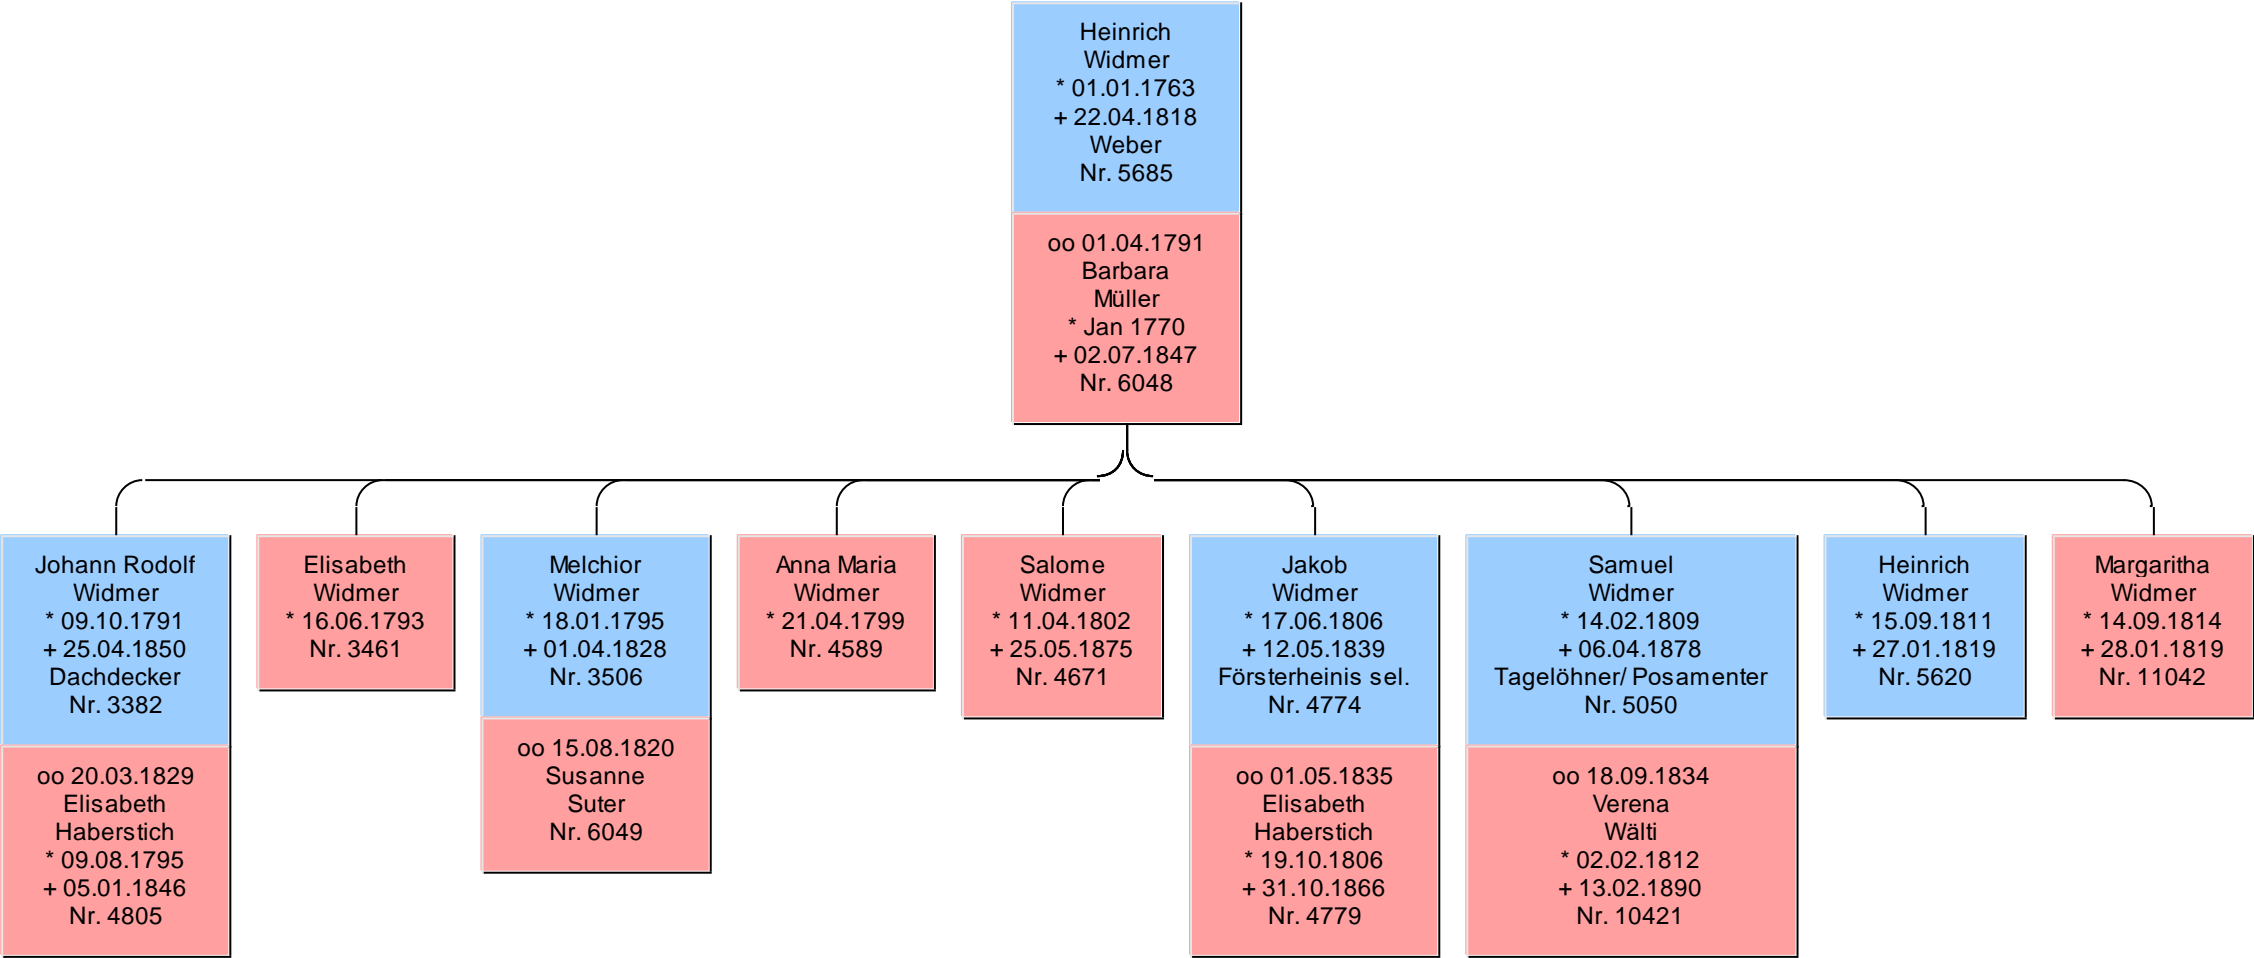 Heinrich
Widmer
* 01.01.1763
+ 22.04.1818
Weber
Nr. 5685
oo 01.04.1791
Barbara
Müller
* Jan 1770
+ 02.07.1847
Nr. 6048
Johann Rodolf
Widmer
* 09.10.1791
+ 25.04.1850
Dachdecker
Nr. 3382
oo 20.03.1829
Elisabeth
Haberstich
* 09.08.1795
+ 05.01.1846
Nr. 4805
Elisabeth
Widmer
* 16.06.1793
Nr. 3461
Melchior
Widmer
* 18.01.1795
+ 01.04.1828
Nr. 3506
oo 15.08.1820
Susanne
Suter
Nr. 6049
Anna Maria
Widmer
* 21.04.1799
Nr. 4589
Salome
Widmer
* 11.04.1802
+ 25.05.1875
Nr. 4671
Jakob
Widmer
* 17.06.1806
+ 12.05.1839
Försterheinis sel.
Nr. 4774
oo 01.05.1835
Elisabeth
Haberstich
* 19.10.1806
+ 31.10.1866
Nr. 4779
Samuel
Widmer
* 14.02.1809
+ 06.04.1878
Tagelöhner/ Posamenter
Nr. 5050
oo 18.09.1834
Verena
Wälti
* 02.02.1812
+ 13.02.1890
Nr. 10421
Heinrich
Widmer
* 15.09.1811
+ 27.01.1819
Nr. 5620
Margaritha
Widmer
* 14.09.1814
+ 28.01.1819
Nr. 11042